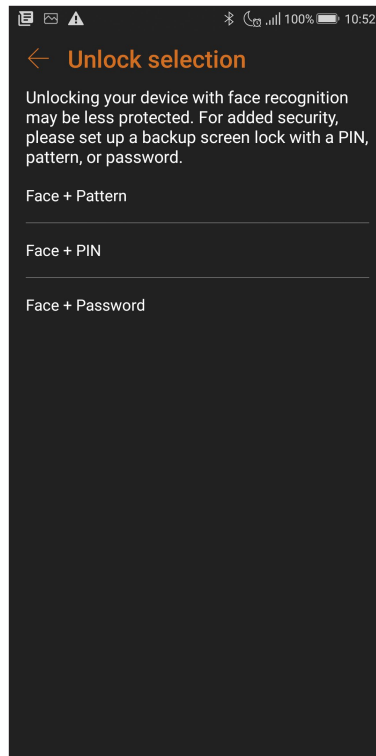 100% 10:52
Unlock selection
Unlocking your device with face recognition
may be less protected. For added security,
please set up a backup screen lock with a PIN,
pattern, or password.
Face + Pattern
Face + PIN
Face + Password